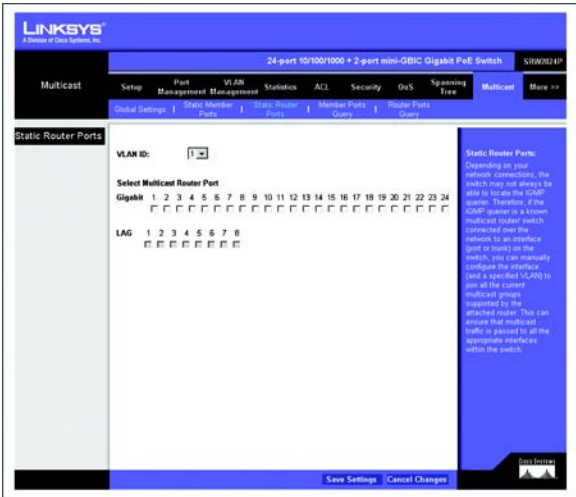 LINKSYS®
A Division of Cisco Systems, Inc.
24-port 10/100/1000 + 2-port mini-GBIC Gigabit PoE Switch
SRW2024P
Multicast
Setup
Port Management
VLAN Management
Statistics
ACL
Security
QoS
Spanning Tree
Multicast
More >>
Global Settings
Static Member Ports
Static Router Ports
Member Ports Query
Router Ports Query
Static Router Ports
VLAN ID: 1
Select Multicast Router Port
Gigabit 1 2 3 4 5 6 7 8 9 10 11 12 13 14 15 16 17 18 19 20 21 22 23 24
LAG 1 2 3 4 5 6 7 8
Static Router Ports:
Depending on your
network connections, the
switch may not always be
able to locate the IGMP
querier. Therefore, if the
IGMP querier is a known
multicast router/ switch
connected over the
network to an interface
(port or trunk) on the
switch, you can manually
configure the interface
(and a specified VLAN) to
join all the current
multicast groups
supported by the
attached router. This can
ensure that multicast
traffic is passed to all the
appropriate interfaces
within the switch.
Save Settings
Cancel Changes
CISCO SYSTEMS